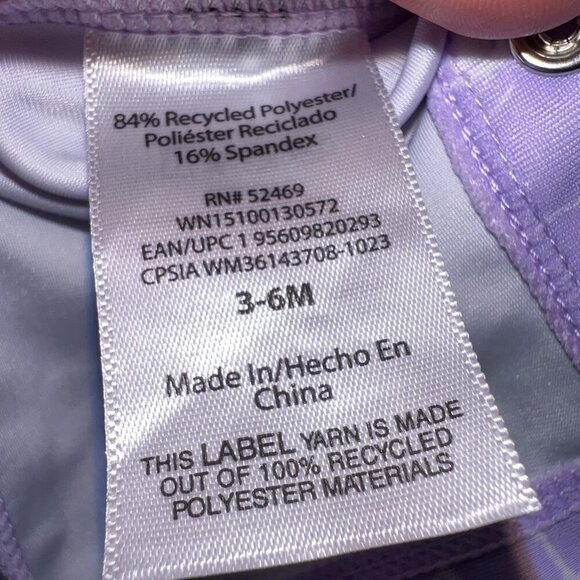 84% Recycled Polyester/
Poliéster Reciclado
16% Spandex
RN# 52469
WN15100130572
EAN/UPC 1 95609820293
CPSIA WM36143708-1023
3-6M
Made In/Hecho En
China
THIS LABEL YARN IS MADE
OUT OF 100% RECYCLED
POLYESTER MATERIALS